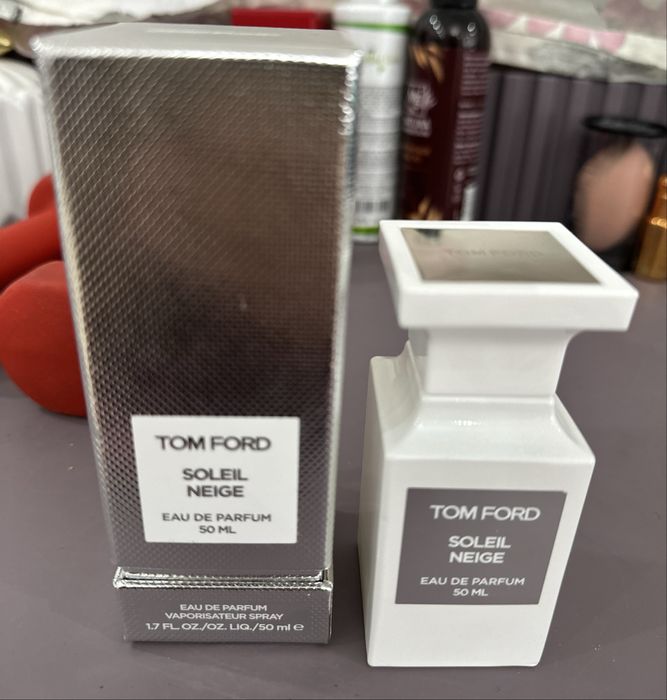 TOM FORD
SOLEIL
NEIGE
EAU DE PARFUM
50 ML
EAU DE PARFUM
VAPORISATEUR SPRAY
1.7 FL. OZ./OZ. LIQ./50 ml e
TOM FORD
TOM FORD
SOLEIL
NEIGE
EAU DE PARFUM
50 ML